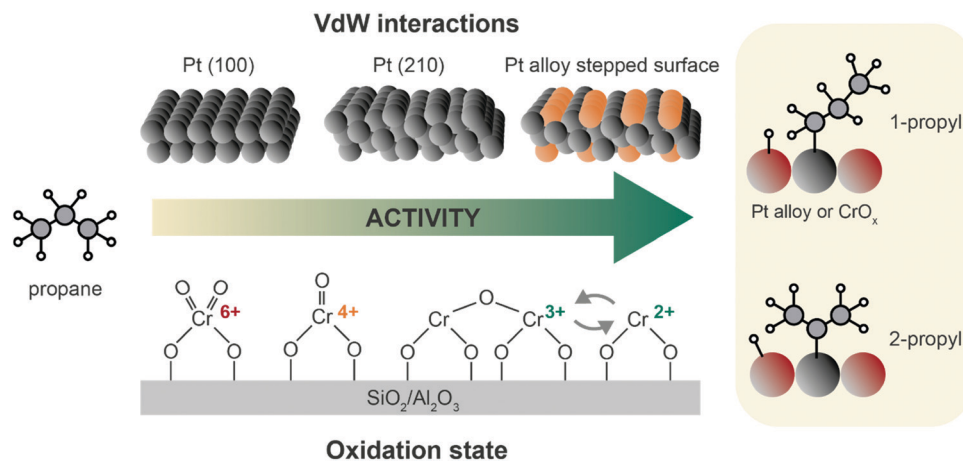 VdW interactions
Pt (100)
Pt (210)
Pt alloy stepped surface
1-propyl
Pt alloy or CrOₓ
ACTIVITY
propane
O O
Cr 6+
O O
O
Cr 4+
O O
O
Cr Cr 3+
O O O O
Cr 2+
O O
2-propyl
SiO₂/Al₂O₃
Oxidation state